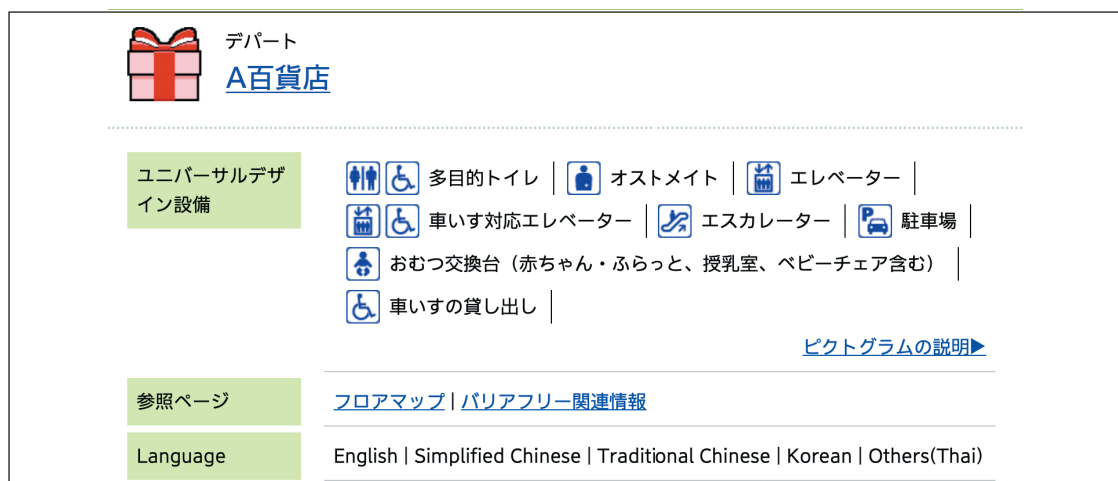 デパート
A百貨店
ユニバーサルデザ
イン設備
多目的トイレ | オストメイト | エレベーター |
車いす対応エレベーター | エスカレーター | P 駐車場 |
おむつ交換台（赤ちゃん・ふらっと、授乳室、ベビーチェア含む） |
車いすの貸し出し |
ピクトグラムの説明▶
参照ページ
フロアマップ | バリアフリー関連情報
Language
English | Simplified Chinese | Traditional Chinese | Korean | Others(Thai)